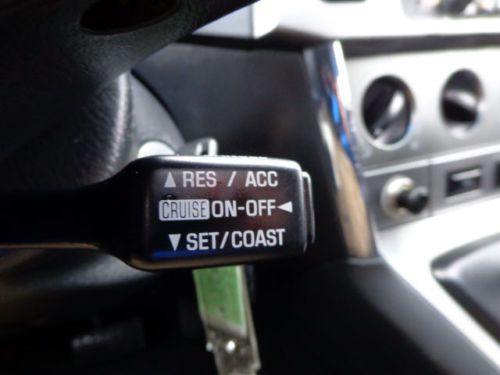 ▲ RES / ACC
CRUISE ON-OFF ◄
▼ SET/COAST